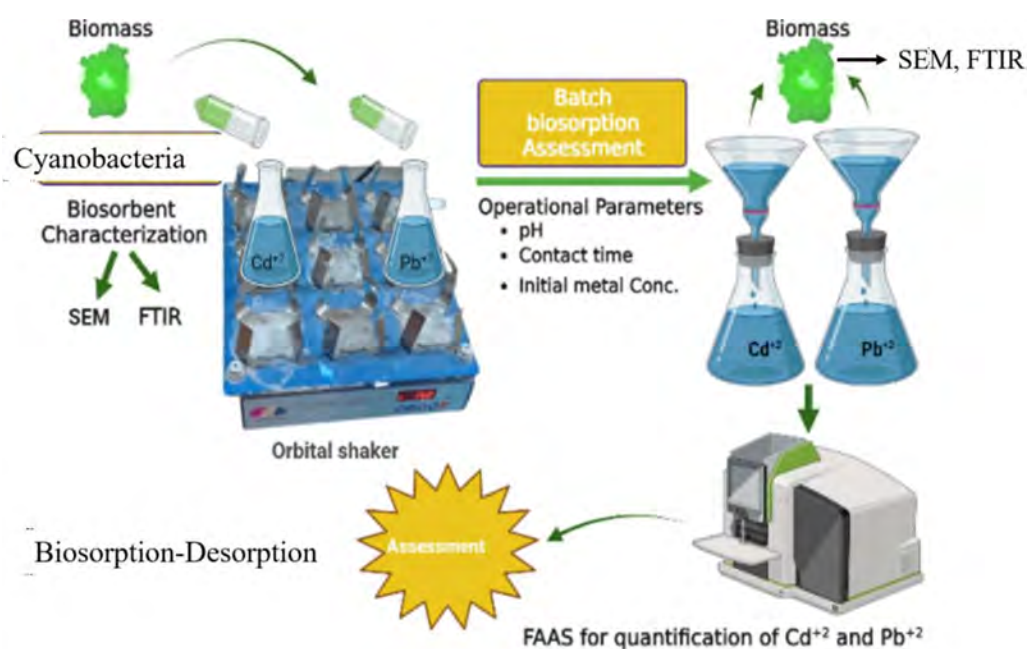 Biomass
Cyanobacteria
Biosorbent
Characterization
SEM FTIR
Cd+2
Pb+2
Orbital shaker
Batch
biosorption
Assessment
Operational Parameters
• pH
• Contact time
• Initial metal Conc.
Biomass
SEM, FTIR
Cd+2
Pb+2
FAAS for quantification of Cd+2 and Pb+2
Assessment
Biosorption-Desorption